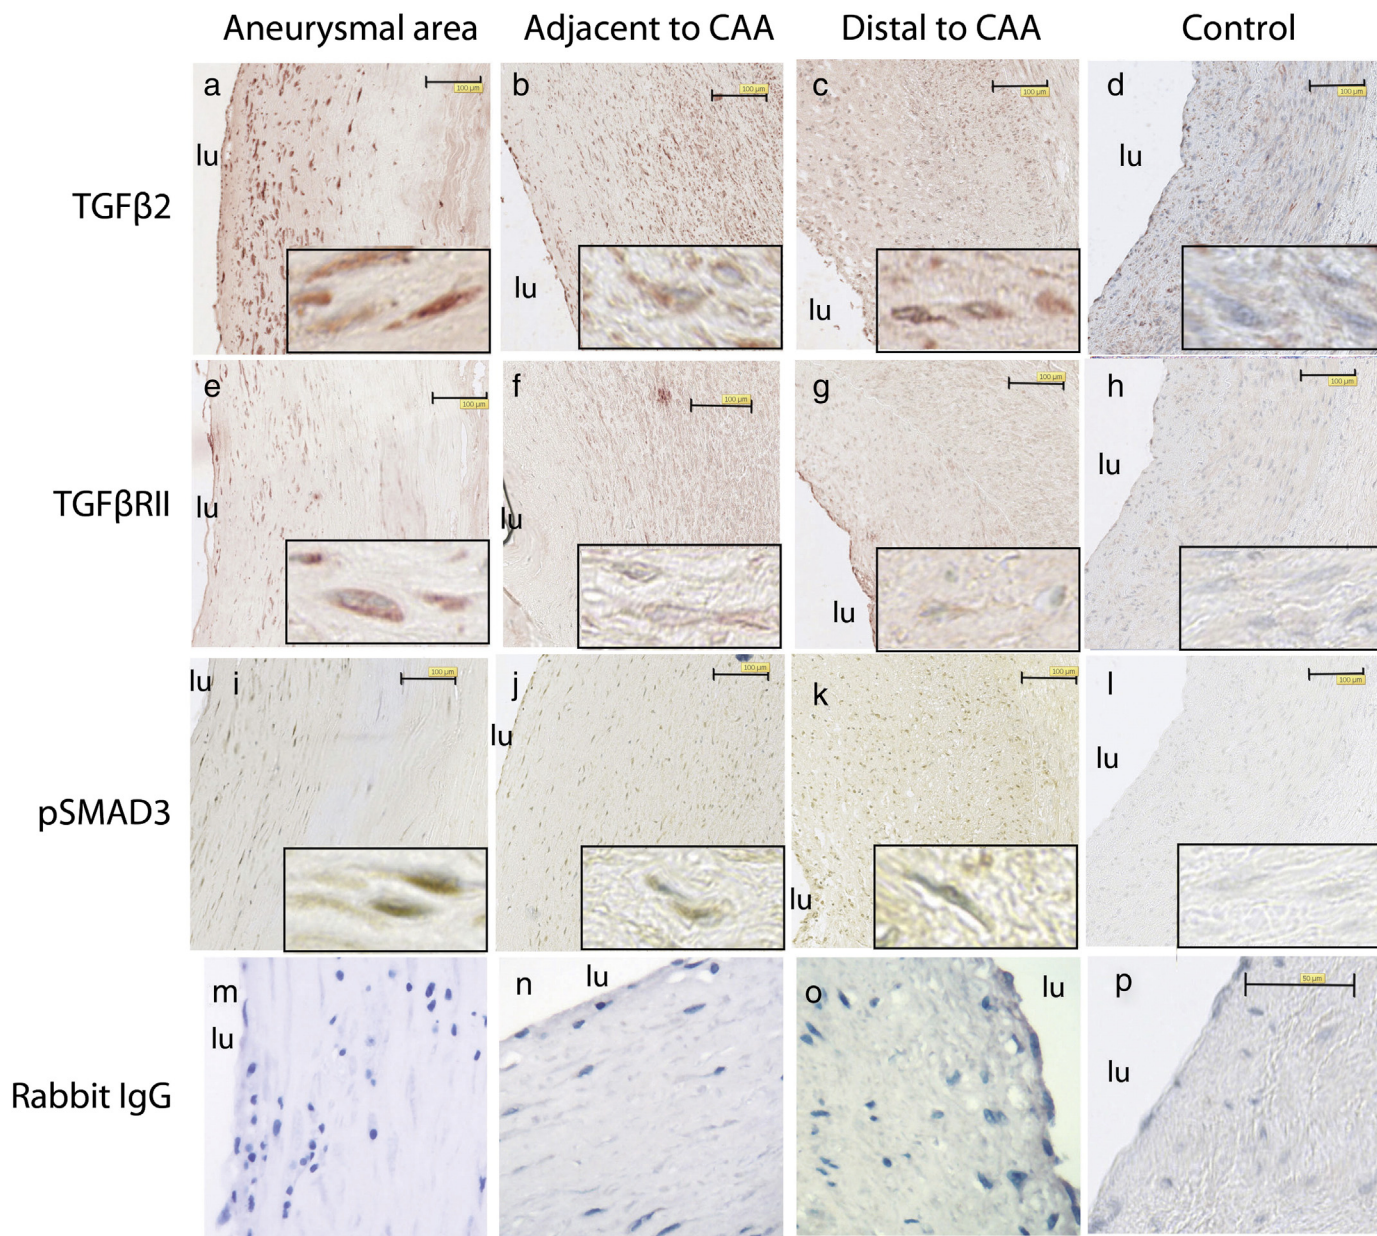 Aneurysmal area Adjacent to CAA Distal to CAA Control
TGFβ2
a lu 100 µm
b lu 100 µm
c lu 100 µm
d lu 100 µm
TGFβRII
e lu 100 µm
f lu 100 µm
g lu 100 µm
h lu 100 µm
pSMAD3
i lu 100 µm
j lu 100 µm
k lu 100 µm
l lu 100 µm
Rabbit IgG
m lu
n lu
o lu
p lu 50 µm